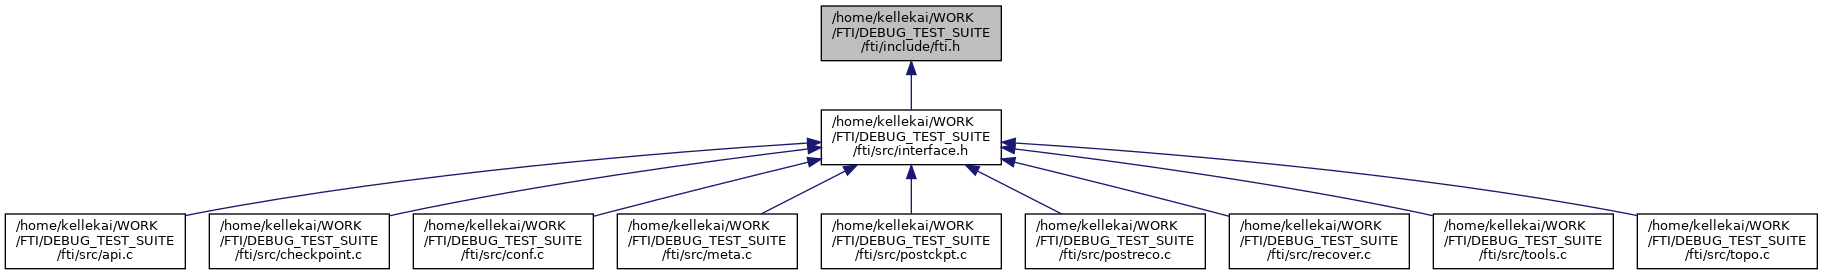 /home/kellekai/WORK
/FTI/DEBUG_TEST_SUITE
/fti/include/fti.h
/home/kellekai/WORK
/FTI/DEBUG_TEST_SUITE
/fti/src/interface.h
/home/kellekai/WORK
/FTI/DEBUG_TEST_SUITE
/fti/src/api.c
/home/kellekai/WORK
/FTI/DEBUG_TEST_SUITE
/fti/src/checkpoint.c
/home/kellekai/WORK
/FTI/DEBUG_TEST_SUITE
/fti/src/conf.c
/home/kellekai/WORK
/FTI/DEBUG_TEST_SUITE
/fti/src/meta.c
/home/kellekai/WORK
/FTI/DEBUG_TEST_SUITE
/fti/src/postckpt.c
/home/kellekai/WORK
/FTI/DEBUG_TEST_SUITE
/fti/src/postreco.c
/home/kellekai/WORK
/FTI/DEBUG_TEST_SUITE
/fti/src/recover.c
/home/kellekai/WORK
/FTI/DEBUG_TEST_SUITE
/fti/src/tools.c
/home/kellekai/WORK
/FTI/DEBUG_TEST_SUITE
/fti/src/topo.c